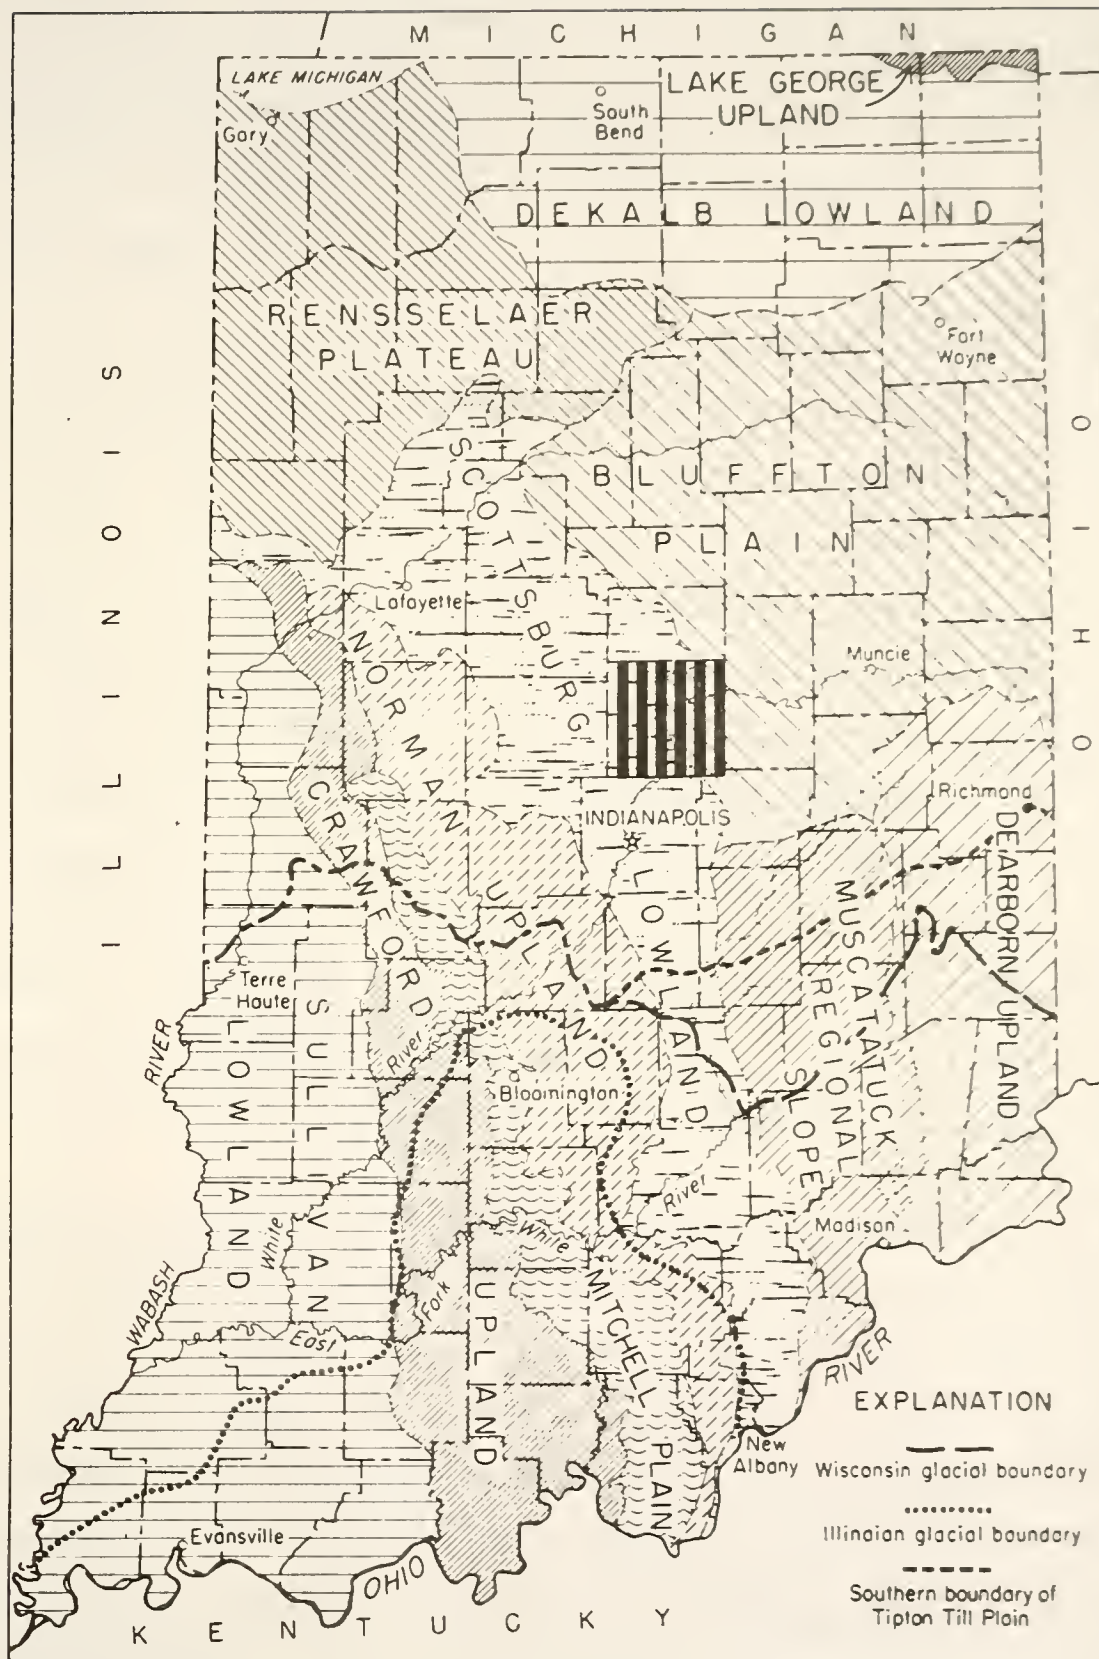 MICHIGAN
LAKE MICHIGAN
LAKE GEORGE
UPLAND
Gary
South
Bend
DEKALB LOWLAND
RENSSELAER
PLATEAU
Fort
Wayne
ILLINOIS
OHIO
SCOTTSBURG
LOWLAND
BLUFFTON
PLAIN
Lafayette
Muncie
NORMAN
UPLAND
INDIANAPOLIS
Richmond
CRAWFORD
UPLAND
DEARBORN UPLAND
MUSCATATUCK
REGIONAL
SLOPE
Terre
Haute
SULLIVAN
LOWLAND
River
Bloomington
River
WABASH
RIVER
White
White
East
Fork
Madison
MITCHELL PLAIN
RIVER
New
Albany
Evansville
OHIO
KENTUCKY
EXPLANATION
Wisconsin glacial boundary
Illinoian glacial boundary
Southern boundary of
Tipton Till Plain